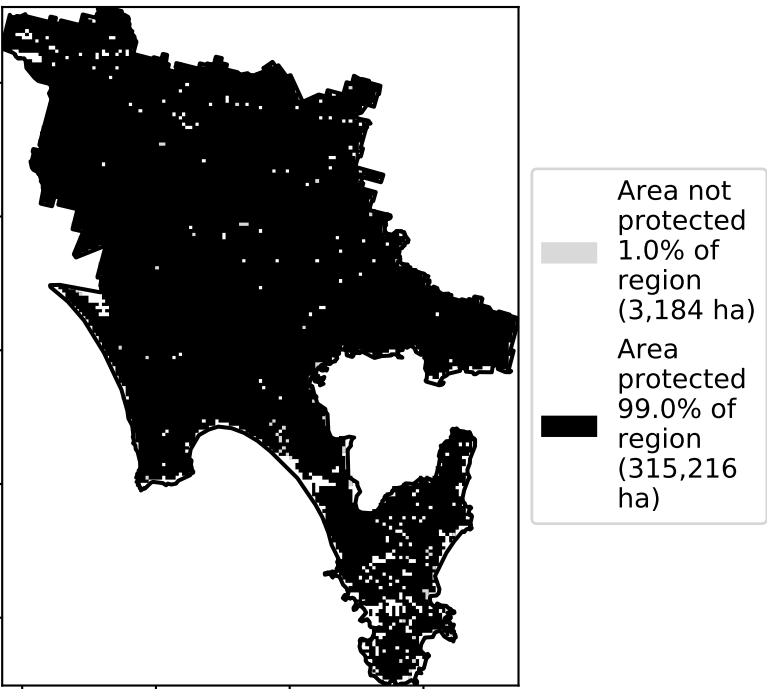 Area not
protected
1.0% of
region
(3,184 ha)
Area
protected
99.0% of
region
(315,216
ha)